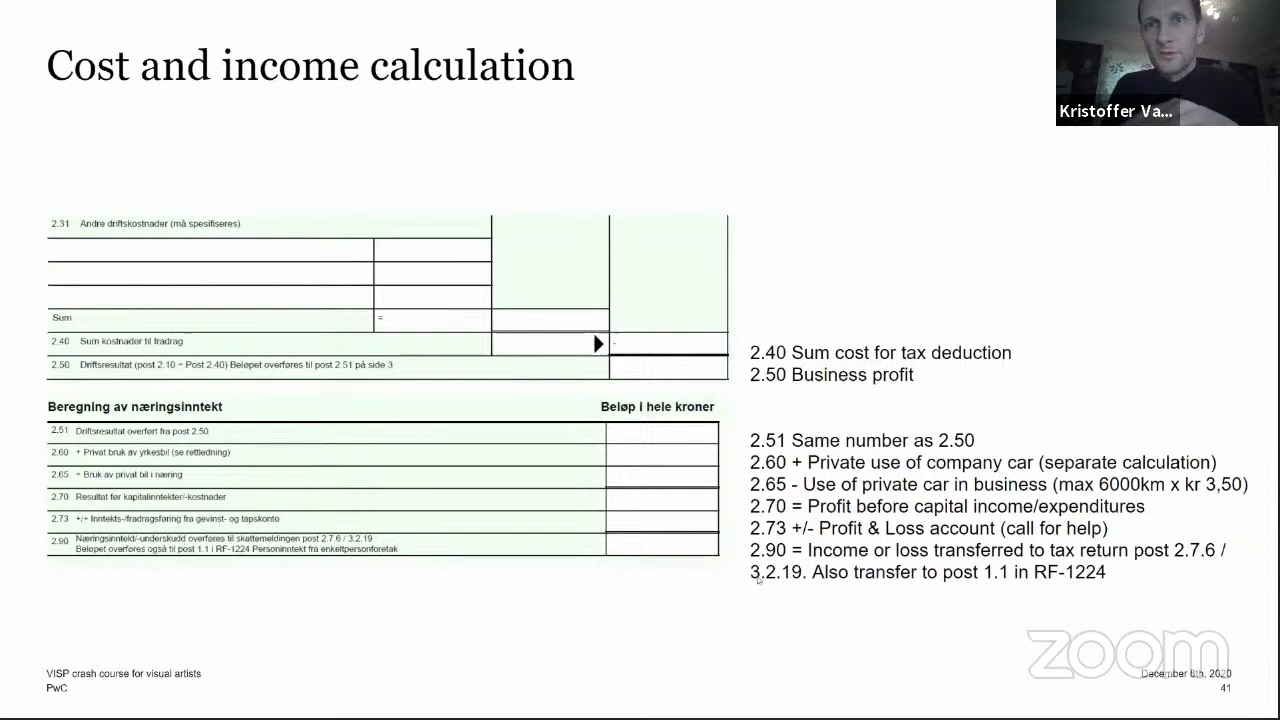 Cost and income calculation
Kristoffer Va...
2.31 Andre driftskostnader (må spesifiseres)
Sum =
2.40 Sum kostnader til fradrag -
2.50 Driftsresultat (post 2.10 ÷ Post 2.40) Beløpet overføres til post 2.51 på side 3
2.40 Sum cost for tax deduction
2.50 Business profit
Beregning av næringsinntekt Beløp i hele kroner
2.51 Driftsresultat overført fra post 2.50
2.60 + Privat bruk av yrkesbil (se rettledning)
2.65 ÷ Bruk av privat bil i næring
2.70 Resultat før kapitalinntekter/-kostnader
2.73 +/÷ Inntekts-/fradragsføring fra gevinst- og tapskonto
2.90 Næringsinntekt/-underskudd overføres til skattemeldingen post 2.7.6 / 3.2.19
Beløpet overføres også til post 1.1 i RF-1224 Personinntekt fra enkeltpersonforetak
2.51 Same number as 2.50
2.60 + Private use of company car (separate calculation)
2.65 - Use of private car in business (max 6000km x kr 3,50)
2.70 = Profit before capital income/expenditures
2.73 +/- Profit & Loss account (call for help)
2.90 = Income or loss transferred to tax return post 2.7.6 /
3.2.19. Also transfer to post 1.1 in RF-1224
zoom
VISP crash course for visual artists
PwC
December 8th, 2020
41